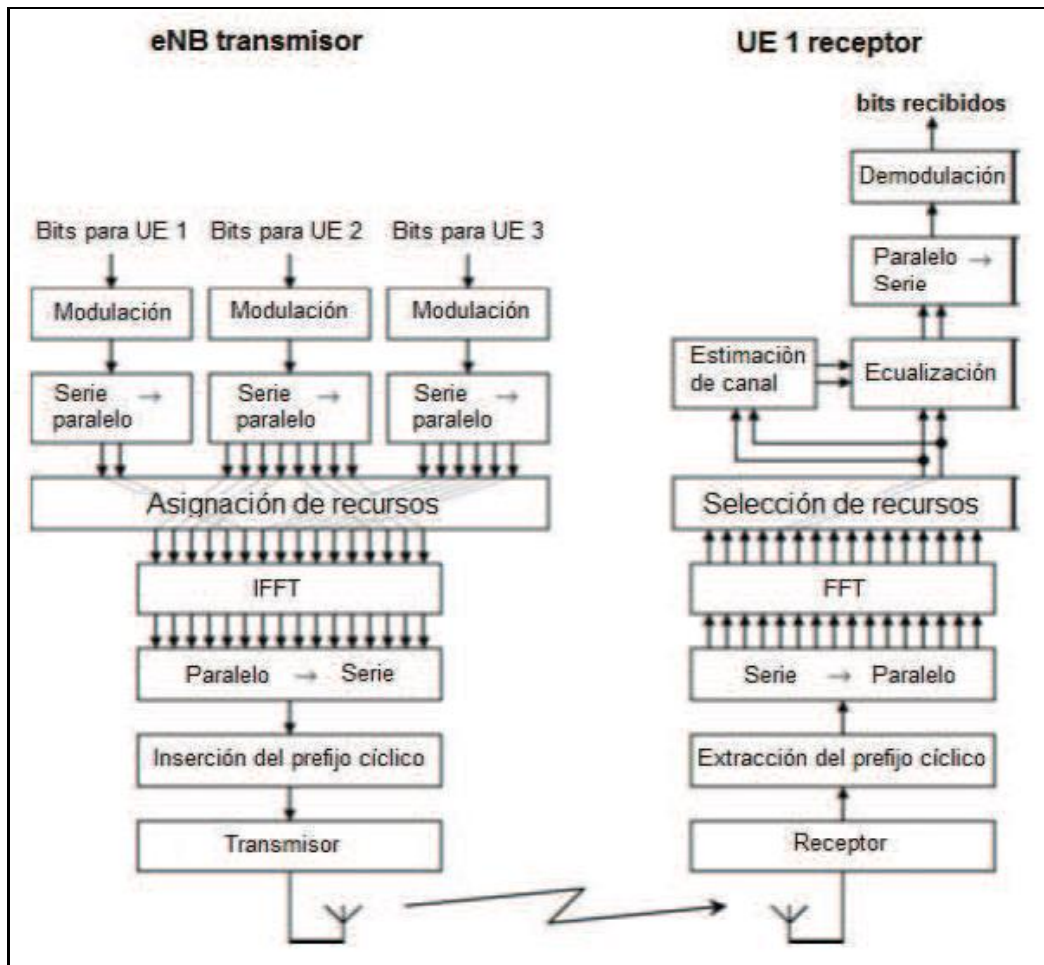 eNB transmisor
UE 1 receptor
bits recibidos
Demodulación
Bits para UE 1 Bits para UE 2 Bits para UE 3
Paralelo →
Serie
Modulación Modulación Modulación
Estimaciòn
de canal
Ecualización
Serie →
paralelo
Serie →
paralelo
Serie →
paralelo
Asignación de recursos
Selección de recursos
IFFT
FFT
Paralelo → Serie
Serie → Paralelo
Inserción del prefijo cíclico
Extracción del prefijo cíclico
Transmisor
Receptor